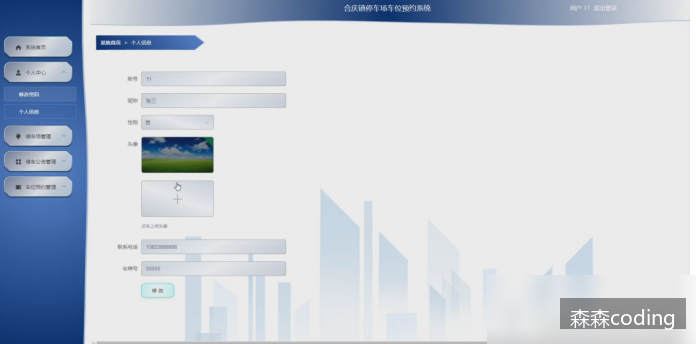 合庆镇停车场车位预约系统
用户 11 退出登录
系统首页
个人中心
修改密码
个人信息
停车场管理
停车公告管理
车位预约管理
系统首页 > 个人信息
账号 11
昵称 张三
性别 男
头像
点击上传头像
联系电话
车牌号
修改
森森coding